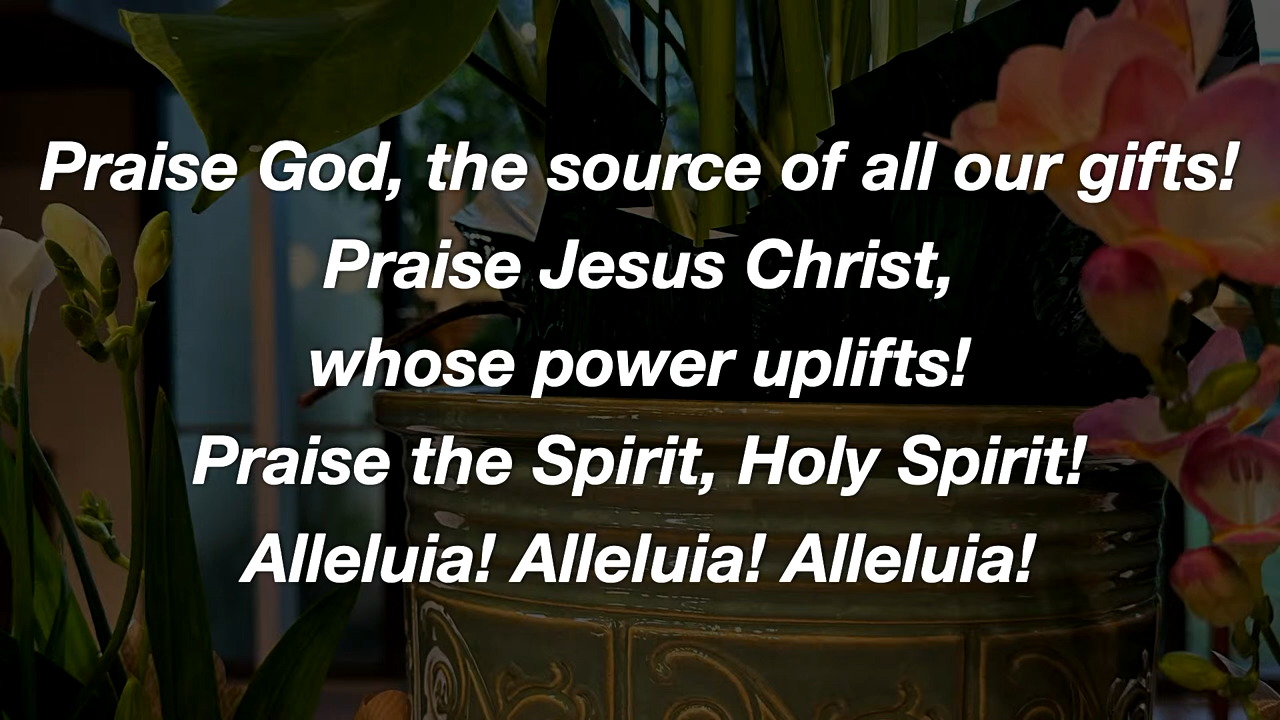 Praise God, the source of all our gifts!
Praise Jesus Christ,
whose power uplifts!
Praise the Spirit, Holy Spirit!
Alleluia! Alleluia! Alleluia!